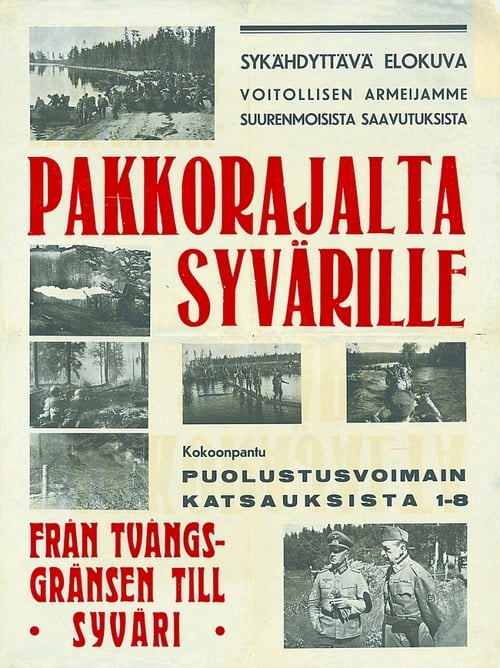 SYKÄHDYTTÄVÄ ELOKUVA
VOITOLLISEN ARMEIJAMME
SUURENMOISISTA SAAVUTUKSISTA
PAKKORAJALTA
SYVÄRILLE
Kokoonpantu
PUOLUSTUSVOIMAIN
KATSAUKSISTA 1-8
FRÅN TVÅNGS-
GRÄNSEN TILL
• SYVÄRI •